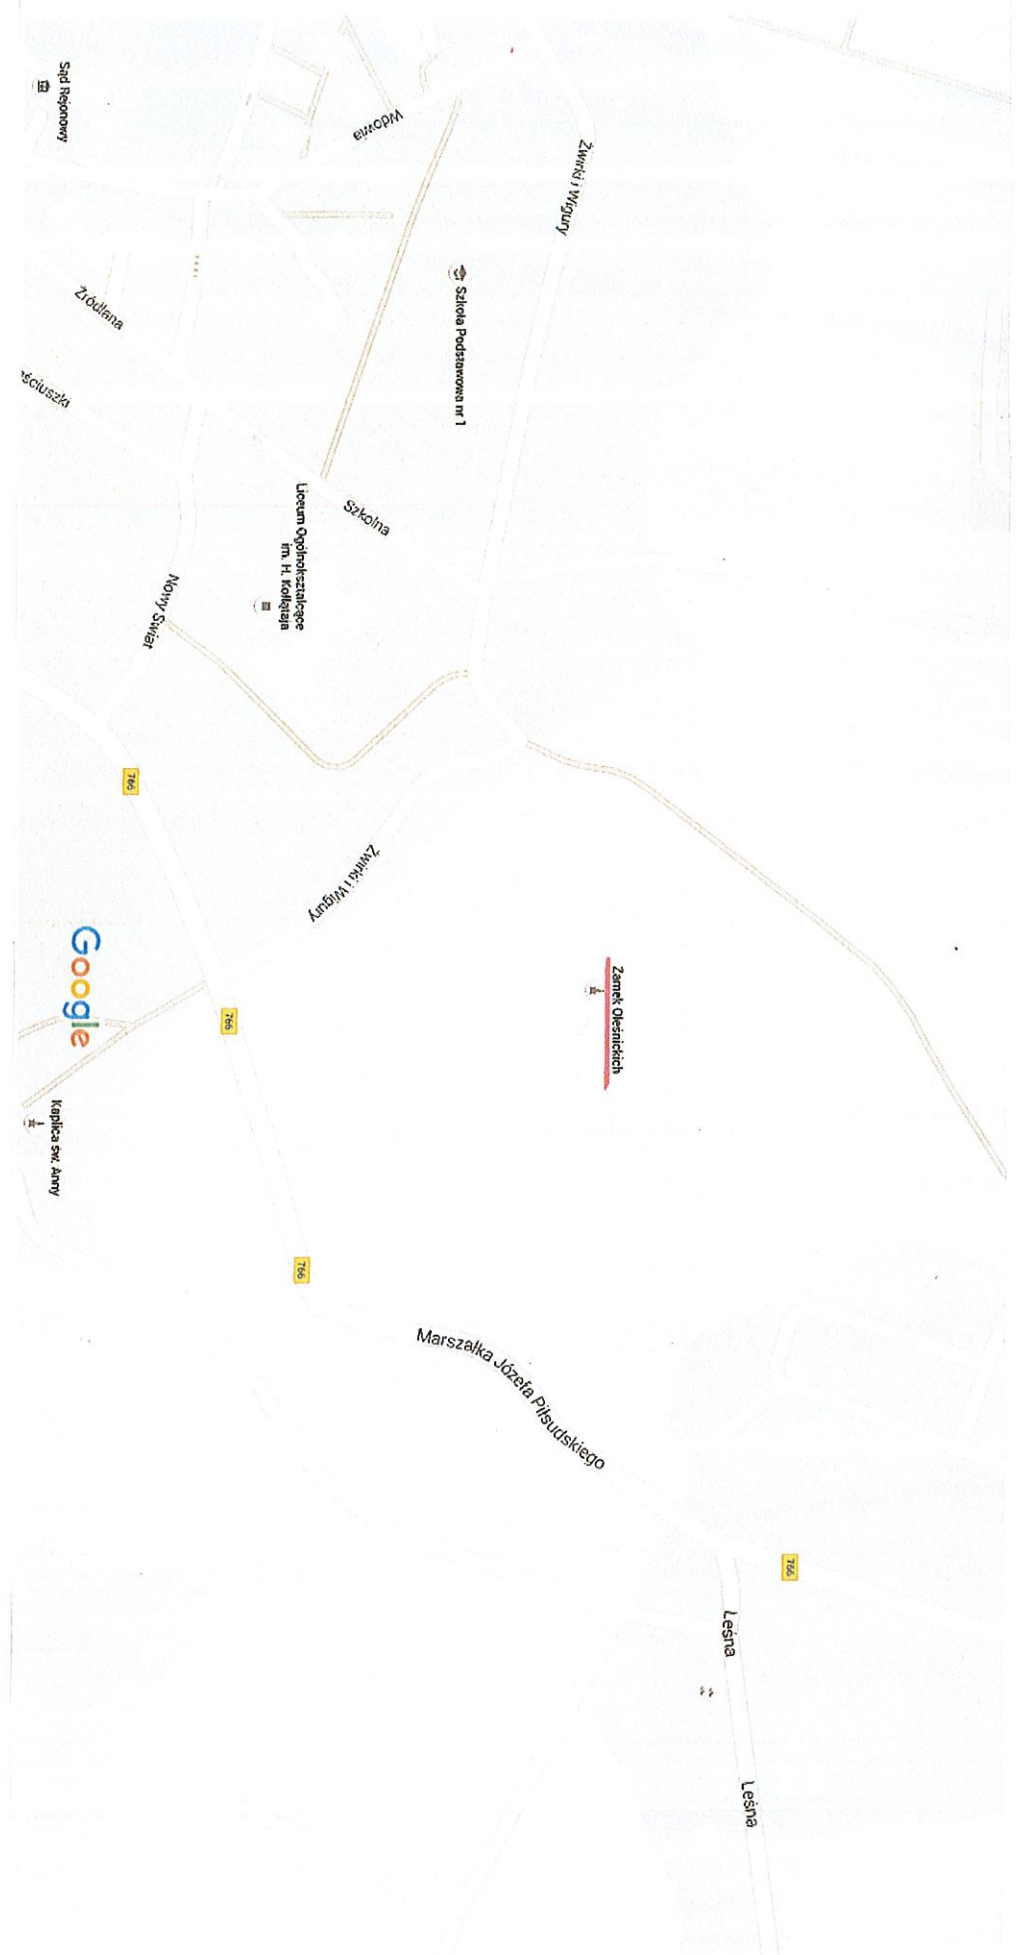 Sąd Rejonowy
Wdowia
Żwirki i Wigury
Szkoła Podstawowa nr 1
Źródlana
ościuszki
Szkolna
Liceum Ogólnokształcące
im. H. Kołłątaja
Nowy Świat
766
Żwirki i Wigury
Google
766
Zamek Oleśnickich
Kaplica św. Anny
766
Marszałka Józefa Piłsudskiego
766
Leśna
Leśna